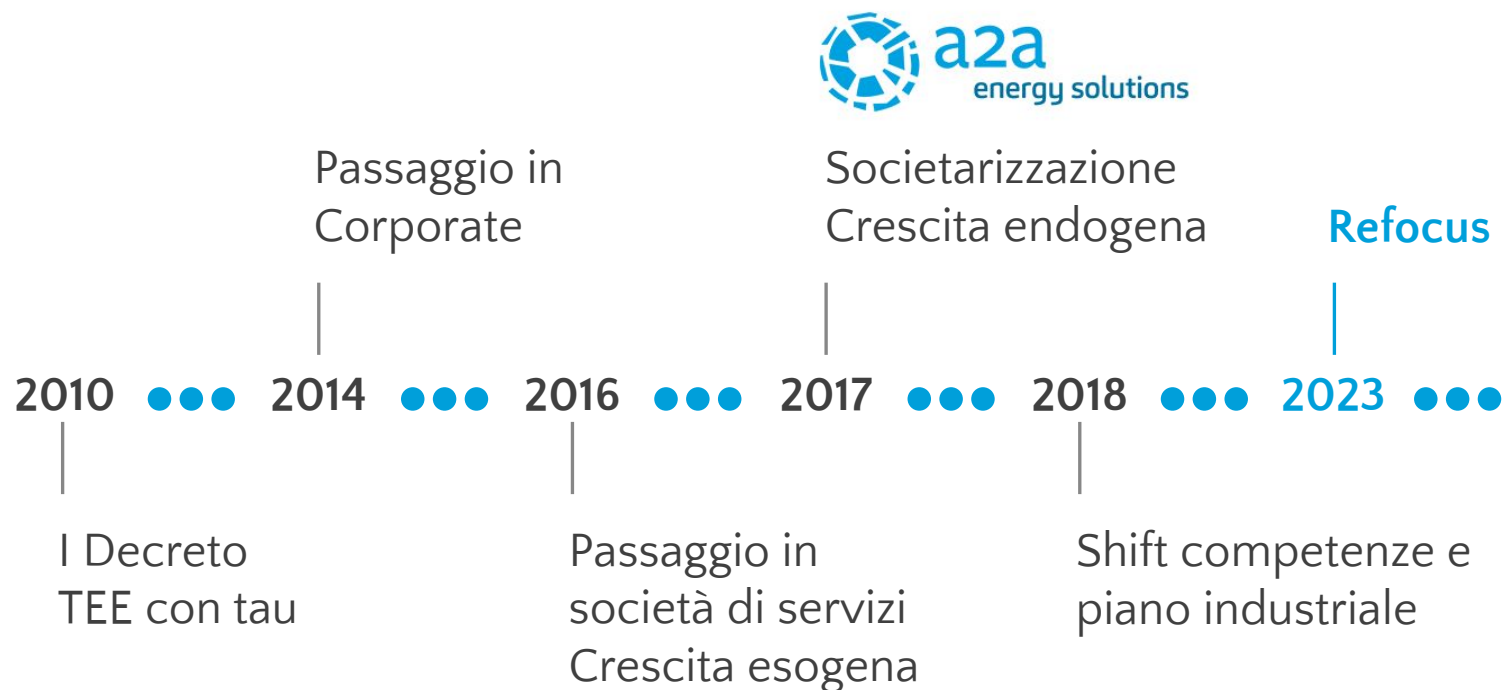 a2a
energy solutions
Passaggio in
Corporate
Societarizzazione
Crescita endogena
Refocus
2010 ●●● 2014 ●●● 2016 ●●● 2017 ●●● 2018 ●●● 2023 ●●●
I Decreto
TEE con tau
Passaggio in
società di servizi
Crescita esogena
Shift competenze e
piano industriale